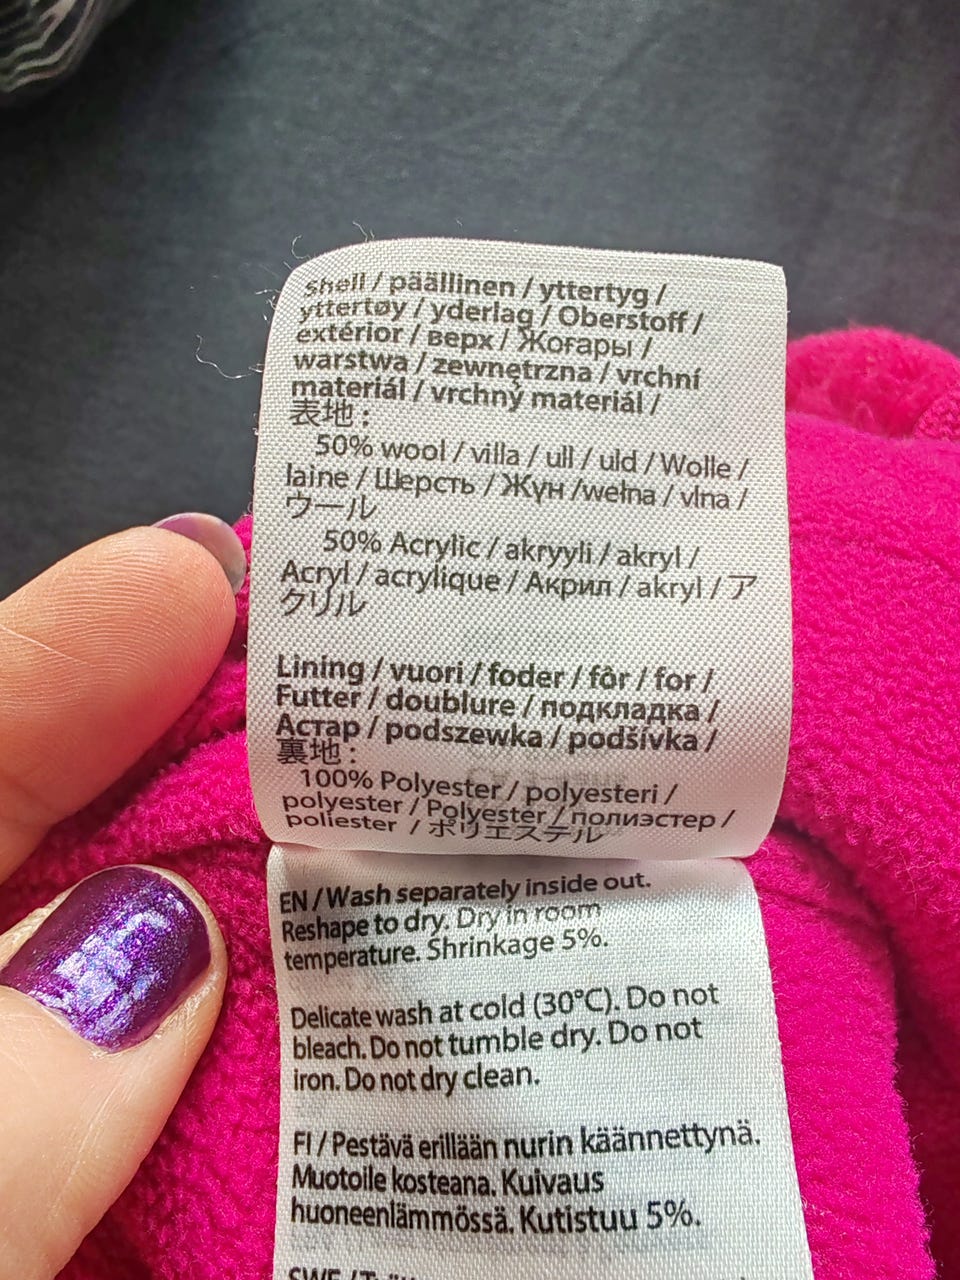 shell / päällinen / yttertyg /
yttertøy / yderlag / Oberstoff /
extérior / верх / Жоғары /
warstwa / zewnętrzna / vrchní
materiál / vrchný materiál /
表地 :
50% wool / villa / ull / uld / Wolle /
laine / Шерсть / Жүн /wełna / vlna /
ウール
50% Acrylic / akryyli / akryl /
Acryl / acrylique / Акрил / akryl / ア
クリル
Lining / vuori / foder / fôr / for /
Futter / doublure / подкладка /
Астар / podszewka / podšívka /
裏地 :
100% Polyester / polyesteri /
polyester / Polyester / полиэстер /
poliester / ポリエステル
EN / Wash separately inside out.
Reshape to dry. Dry in room
temperature. Shrinkage 5%.
Delicate wash at cold (30°C). Do not
bleach. Do not tumble dry. Do not
iron. Do not dry clean.
FI / Pestävä erillään nurin käännettynä.
Muotoile kosteana. Kuivaus
huoneenlämmössä. Kutistuu 5%.
SWE /